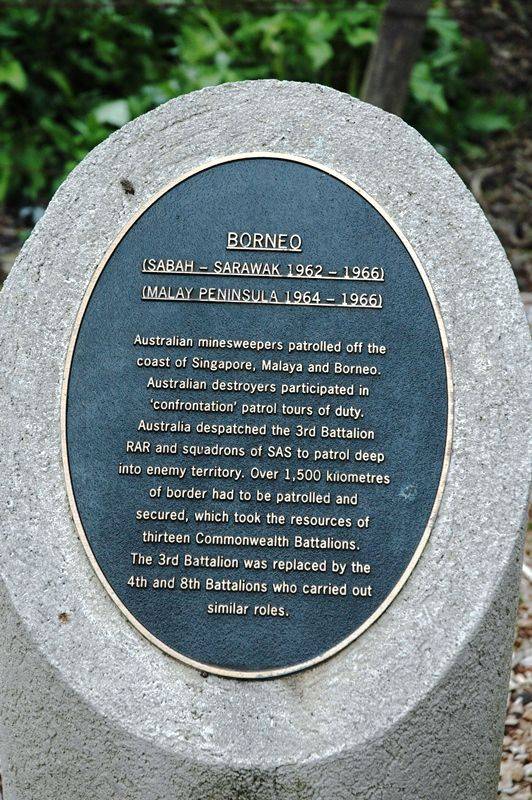 BORNEO
(SABAH – SARAWAK 1962 – 1966)
(MALAY PENINSULA 1964 – 1966)
Australian minesweepers patrolled off the
coast of Singapore, Malaya and Borneo.
Australian destroyers participated in
‘confrontation’ patrol tours of duty.
Australia despatched the 3rd Battalion
RAR and squadrons of SAS to patrol deep
into enemy territory. Over 1,500 kilometres
of border had to be patrolled and
secured, which took the resources of
thirteen Commonwealth Battalions.
The 3rd Battalion was replaced by the
4th and 8th Battalions who carried out
similar roles.